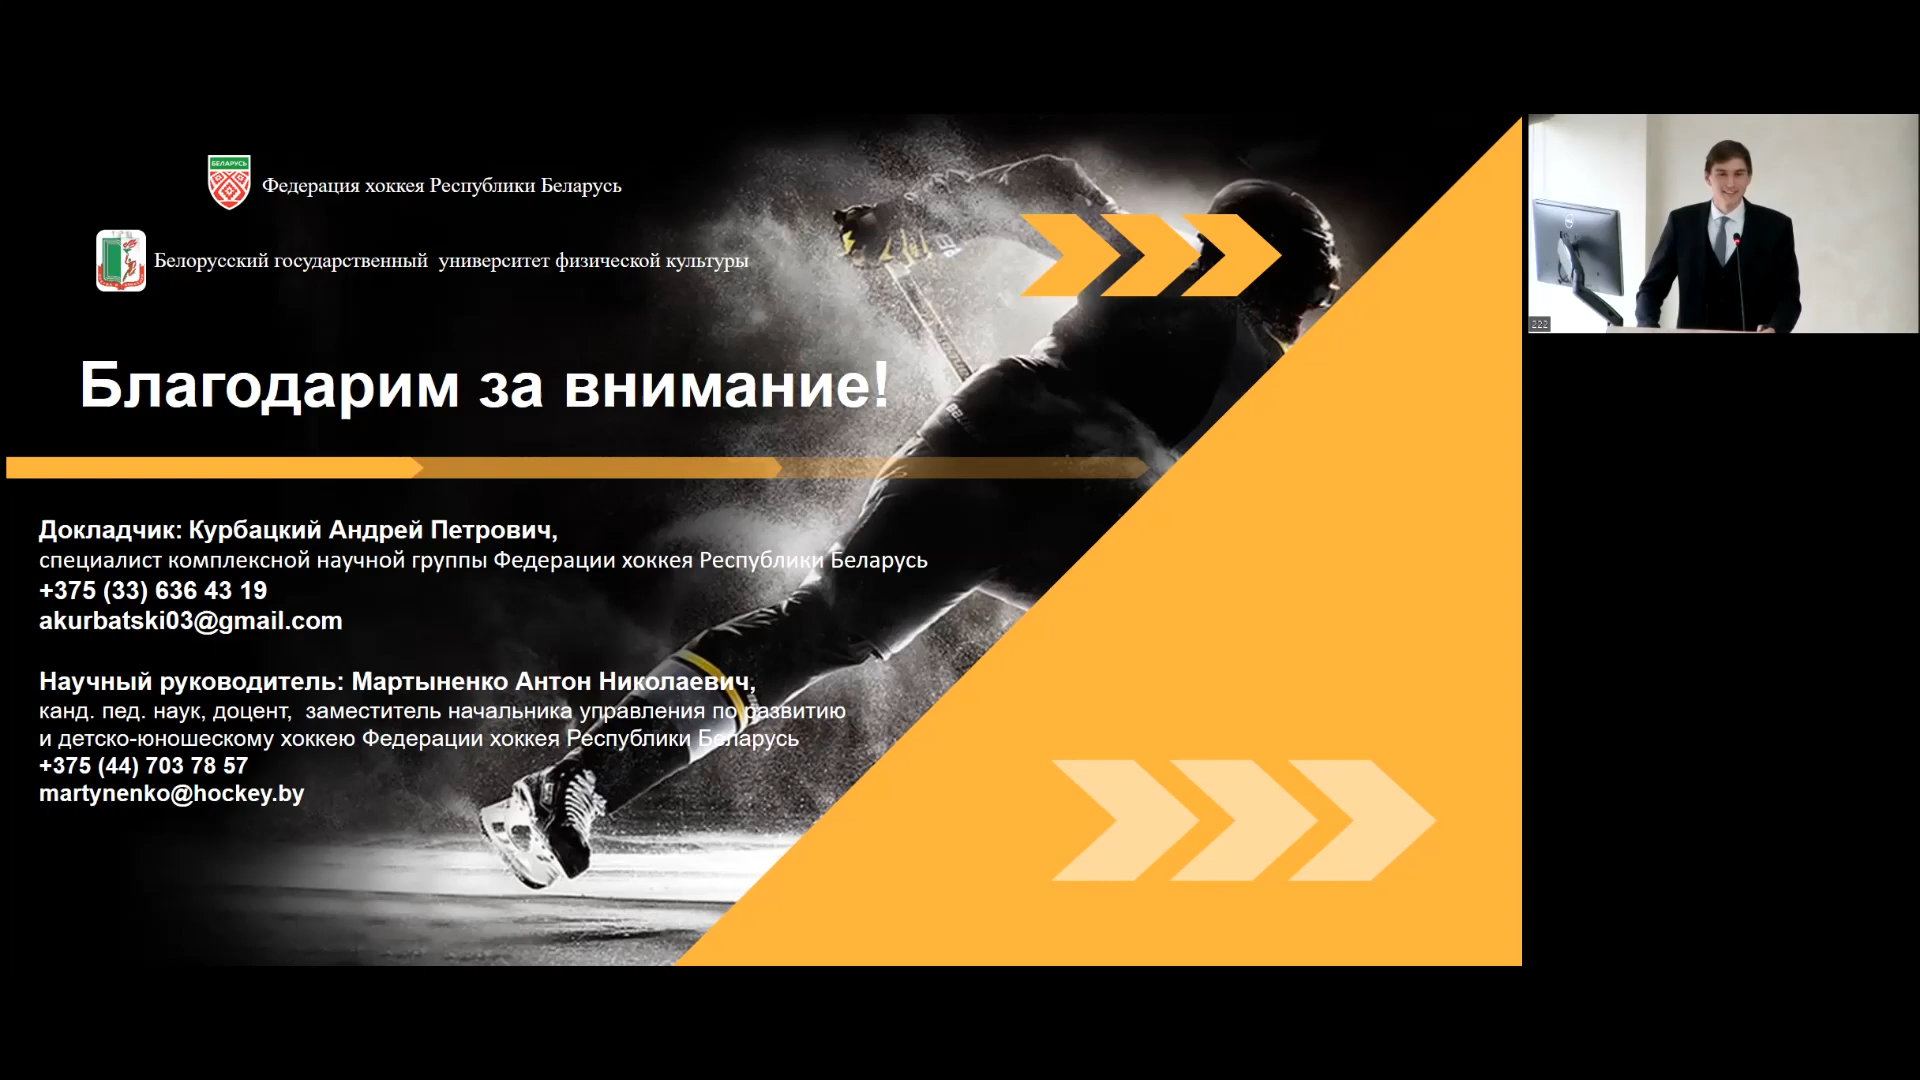 БЕЛАРУСЬ
Федерация хоккея Республики Беларусь
Белорусский государственный университет физической культуры
Благодарим за внимание!
Докладчик: Курбацкий Андрей Петрович,
специалист комплексной научной группы Федерации хоккея Республики Беларусь
+375 (33) 636 43 19
akurbatski03@gmail.com
Научный руководитель: Мартыненко Антон Николаевич,
канд. пед. наук, доцент, заместитель начальника управления по развитию
и детско-юношескому хоккею Федерации хоккея Республики Беларусь
+375 (44) 703 78 57
martynenko@hockey.by
222